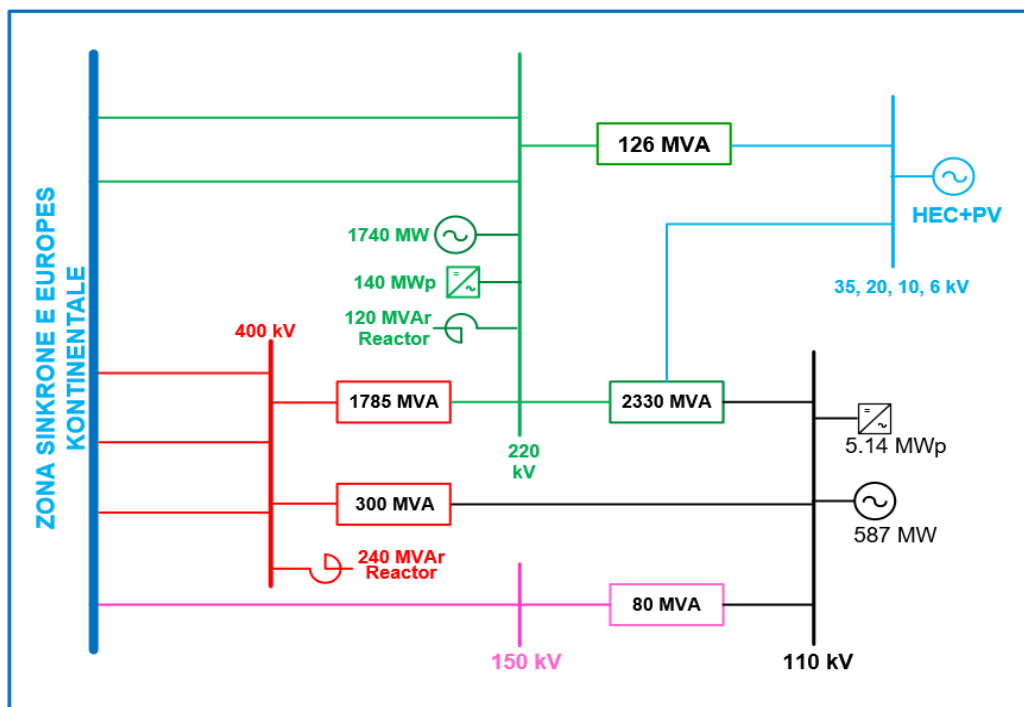 ZONA SINKRONE E EUROPES
KONTINENTALE
126 MVA
HEC+PV
35, 20, 10, 6 kV
1740 MW
140 MWp
120 MVAr
Reactor
400 kV
1785 MVA
2330 MVA
220
kV
5.14 MWp
300 MVA
587 MW
240 MVAr
Reactor
80 MVA
150 kV
110 kV